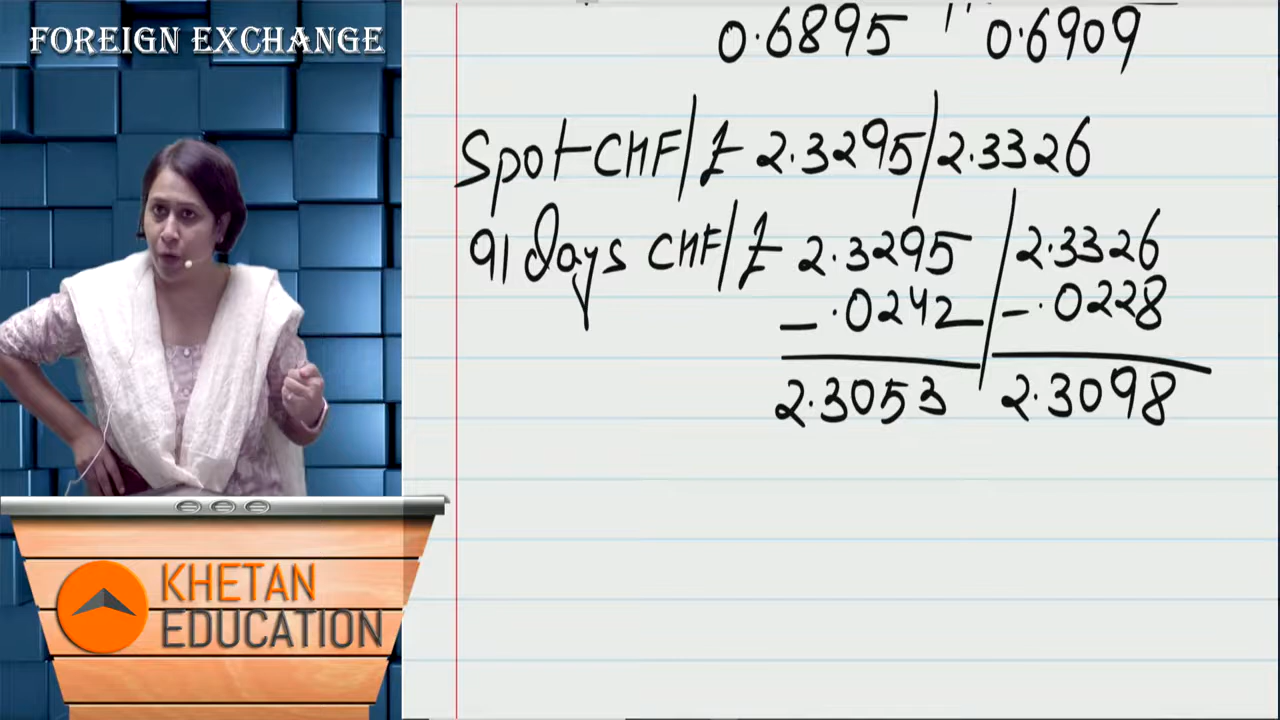 FOREIGN EXCHANGE
0.6895 0.6909
Spot CHF/£ 2.3295/2.3326
91 days CHF/£ 2.3295 / 2.3326
- .0242 / - .0228
2.3053 2.3098
KHETAN
EDUCATION